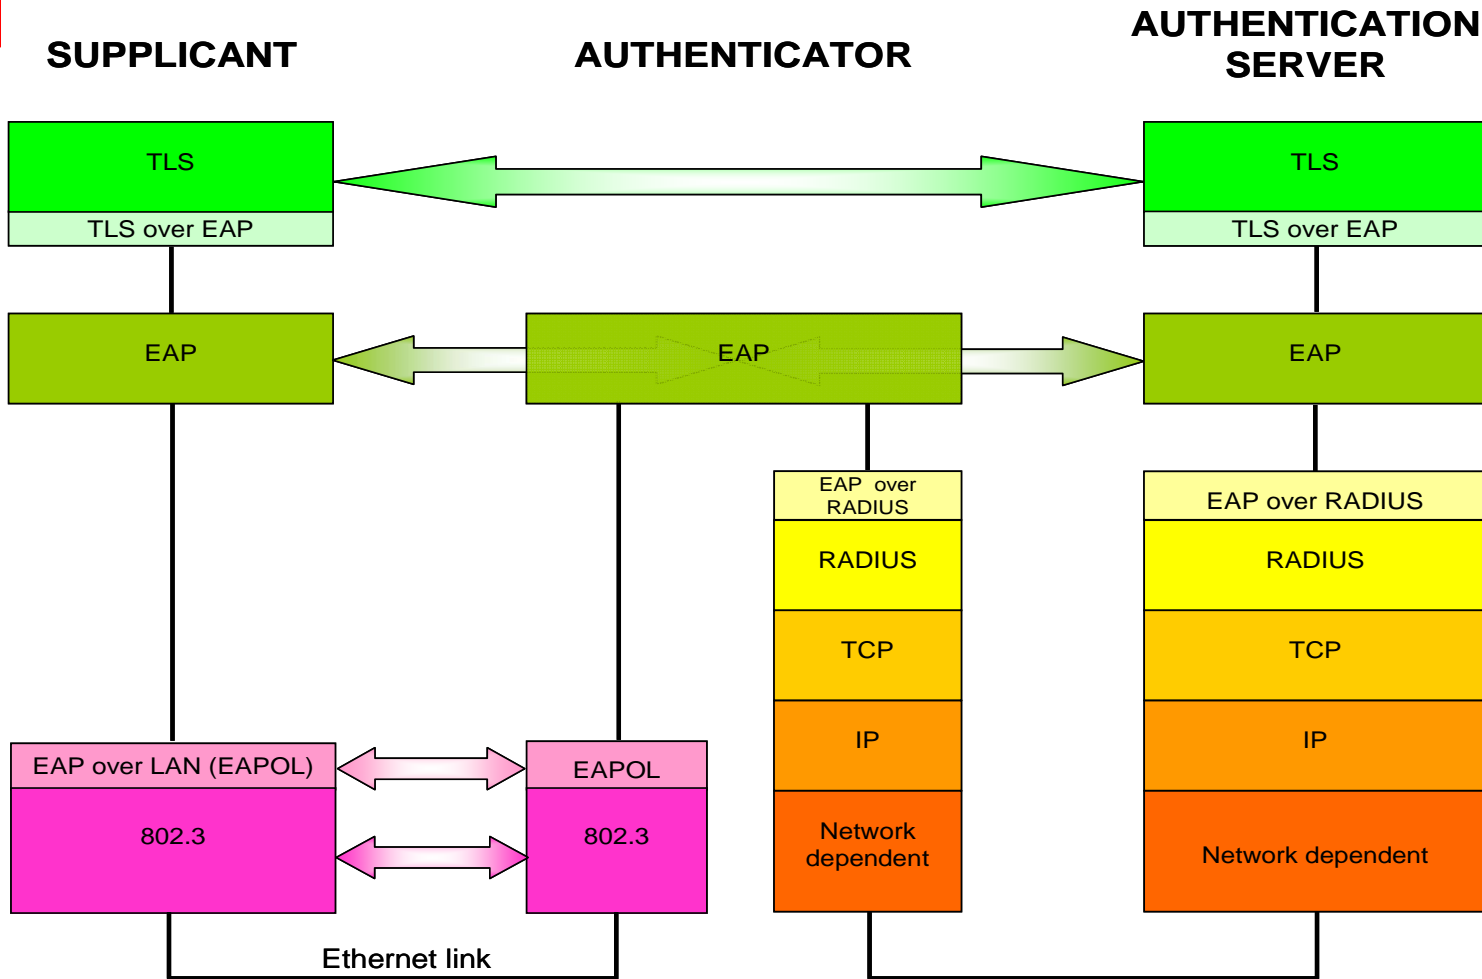 SUPPLICANT
AUTHENTICATOR
AUTHENTICATION
SERVER
TLS
TLS
TLS over EAP
TLS over EAP
EAP
EAP
EAP
EAP over
RADIUS
EAP over RADIUS
RADIUS
RADIUS
TCP
TCP
IP
IP
EAP over LAN (EAPOL)
EAPOL
802.3
802.3
Network
dependent
Network dependent
Ethernet link